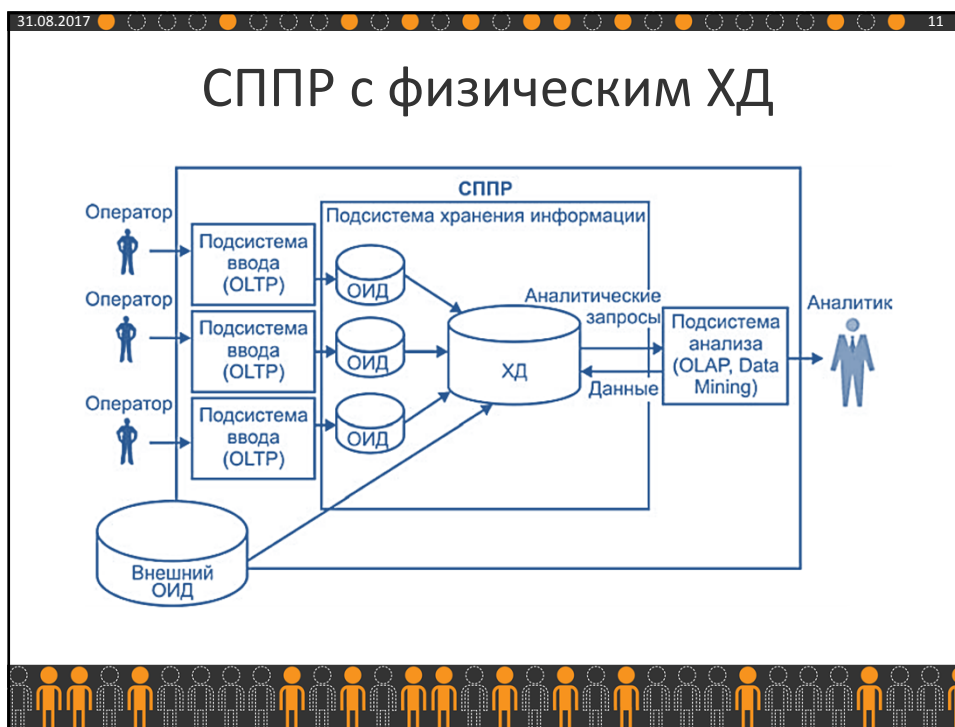 31.08.2017
11
СППР с физическим ХД
СППР
Подсистема хранения информации
Оператор
Подсистема
ввода
(OLTP)
ОИД
Оператор
Подсистема
ввода
(OLTP)
ОИД
Оператор
Подсистема
ввода
(OLTP)
ОИД
ХД
Аналитические
запросы
Данные
Подсистема
анализа
(OLAP, Data
Mining)
Аналитик
Внешний
ОИД